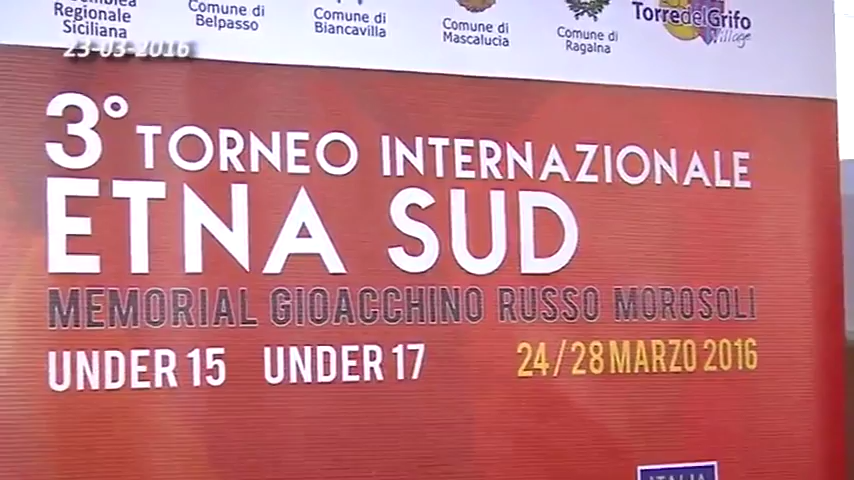 Regionale
Siciliana
Comune di
Belpasso
Comune di
Biancavilla
Comune di
Mascalucia
Comune di
Ragalna
TorredelGrifo
Village
23-03-2016
3° TORNEO INTERNAZIONALE
ETNA SUD
MEMORIAL GIOACCHINO RUSSO MOROSOLI
UNDER 15 UNDER 17
24/28 MARZO 2016